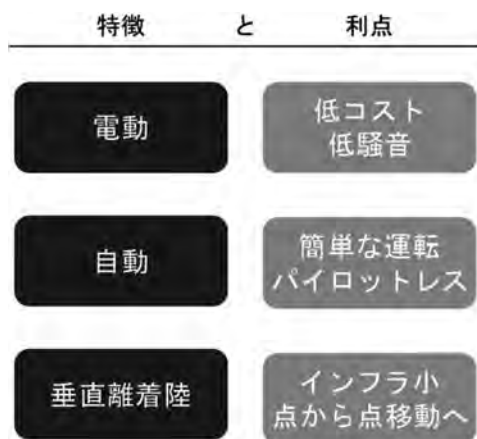 特徴 と 利点
電動
低コスト
低騒音
自動
簡単な運転
パイロットレス
垂直離着陸
インフラ小
点から点移動へ